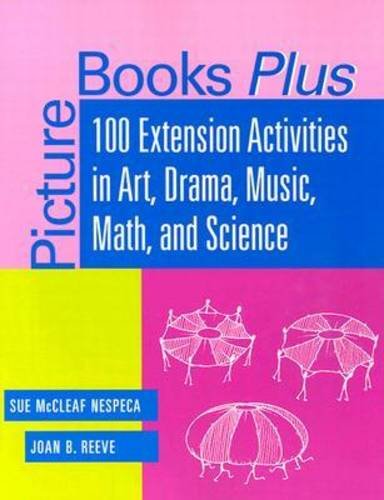 Picture
Books Plus
100 Extension Activities
in Art, Drama, Music,
Math, and Science
SUE McCLEAF NESPECA
JOAN B. REEVE